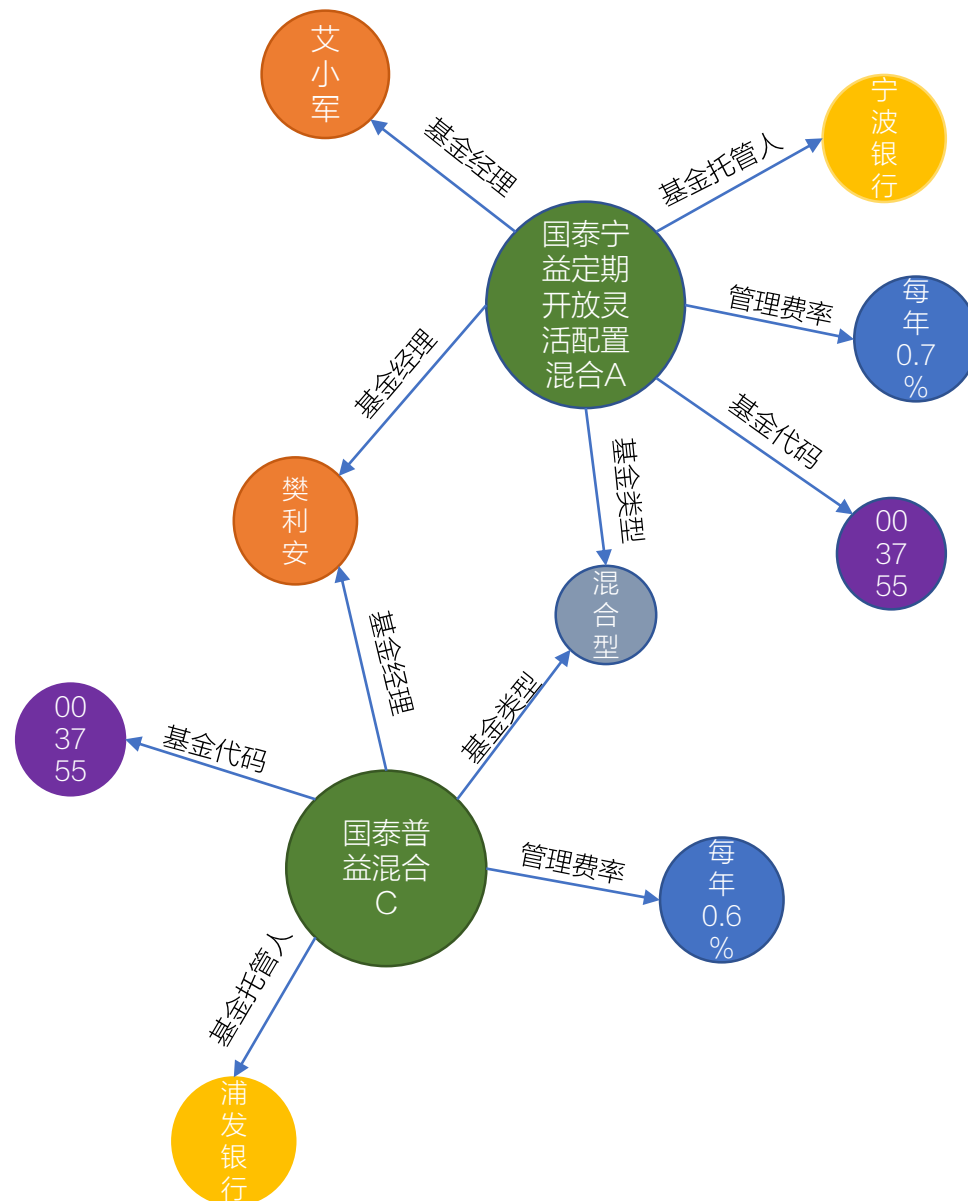 艾
小
军
宁
波
银
行
基金经理
基金托管人
国泰宁
益定期
开放灵
活配置
混合A
管理费率
每
年
0.7
%
基金经理
基金代码
基金类型
樊
利
安
00
37
55
混
合
型
基金经理
基金类型
00
37
55
基金代码
国泰普
益混合
C
管理费率
每
年
0.6
%
基金托管人
浦
发
银
行